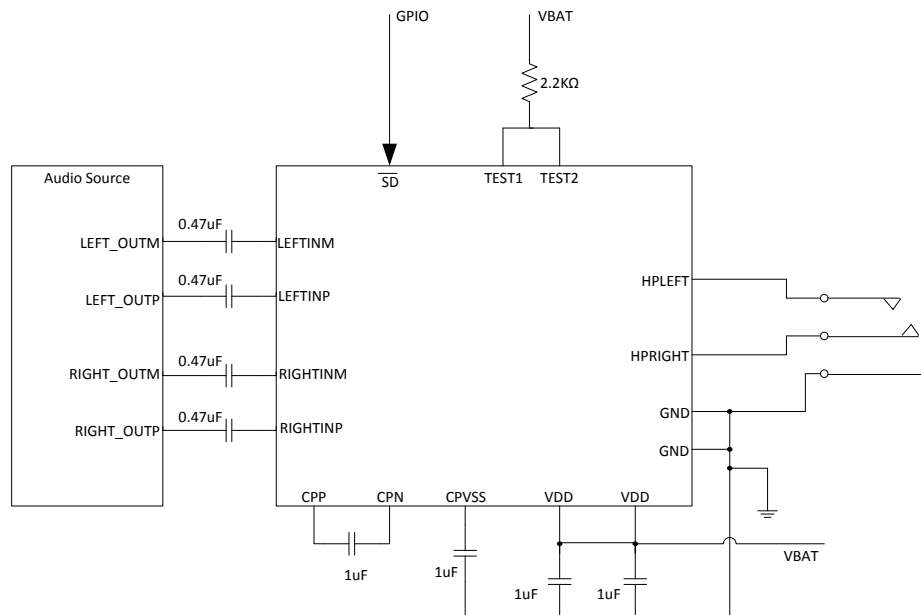 GPIO
VBAT
2.2KΩ
Audio Source
SD
TEST1
TEST2
0.47uF
LEFT_OUTM
LEFTINM
0.47uF
LEFT_OUTP
LEFTINP
HPLEFT
HPRIGHT
0.47uF
RIGHT_OUTM
RIGHTINM
0.47uF
RIGHT_OUTP
RIGHTINP
GND
GND
CPP
CPN
CPVSS
VDD
VDD
VBAT
1uF
1uF
1uF
1uF